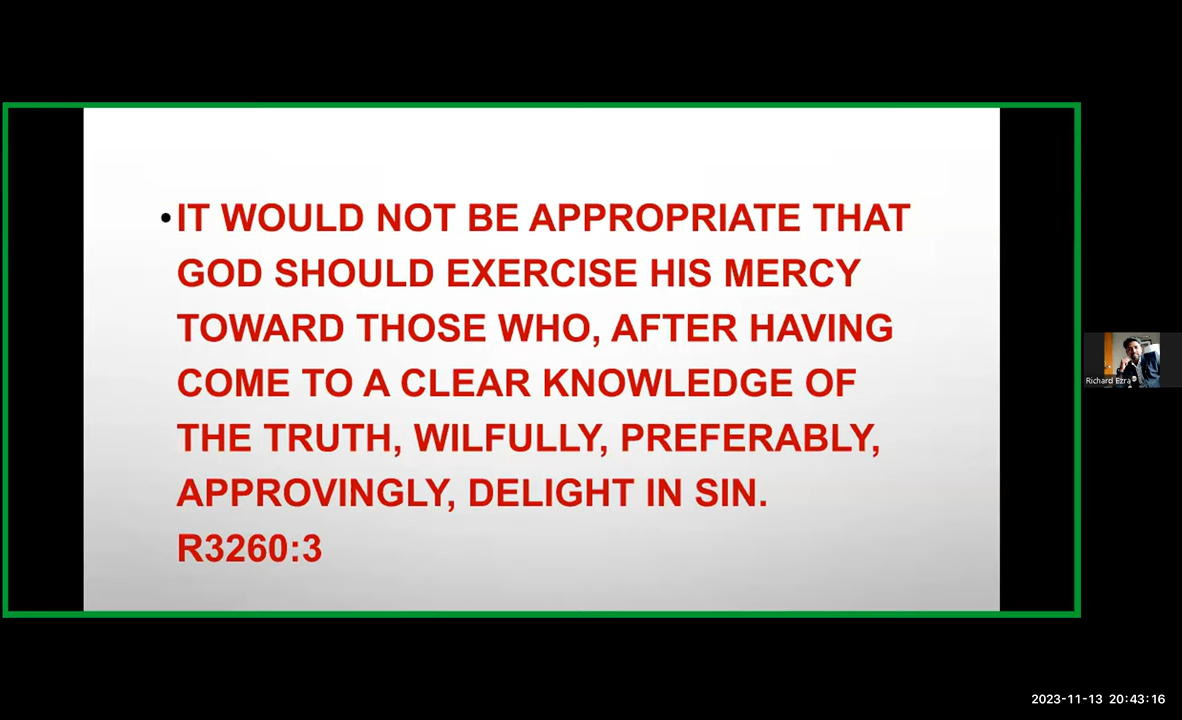 • IT WOULD NOT BE APPROPRIATE THAT
GOD SHOULD EXERCISE HIS MERCY
TOWARD THOSE WHO, AFTER HAVING
COME TO A CLEAR KNOWLEDGE OF
THE TRUTH, WILFULLY, PREFERABLY,
APPROVINGLY, DELIGHT IN SIN.
R3260:3
Richard Ezra
2023-11-13 20:43:16